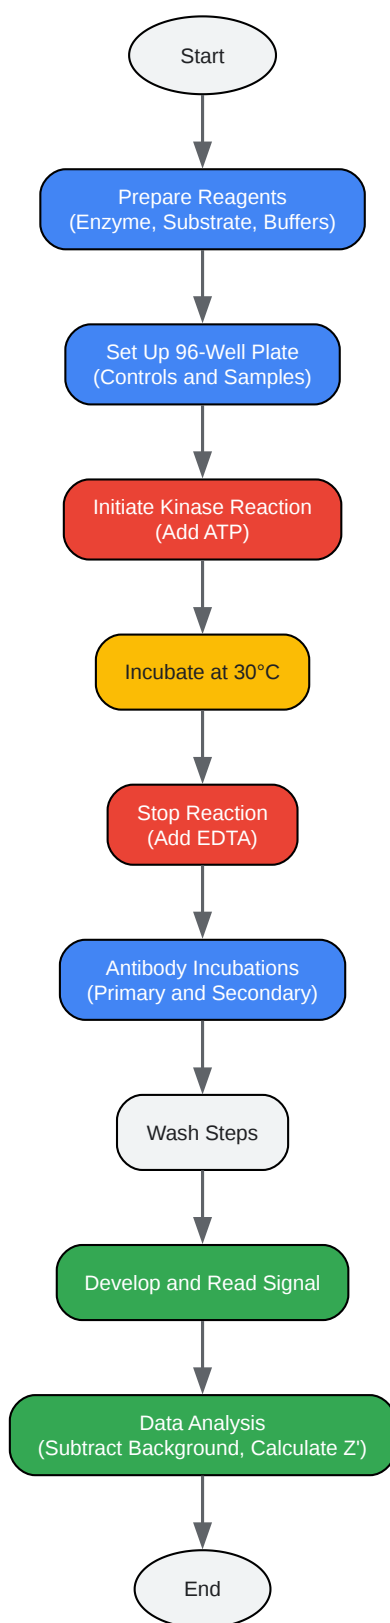 Start
Prepare Reagents
(Enzyme, Substrate, Buffers)
Set Up 96-Well Plate
(Controls and Samples)
Initiate Kinase Reaction
(Add ATP)
Incubate at 30°C
Stop Reaction
(Add EDTA)
Antibody Incubations
(Primary and Secondary)
Wash Steps
Develop and Read Signal
Data Analysis
(Subtract Background, Calculate Z')
End